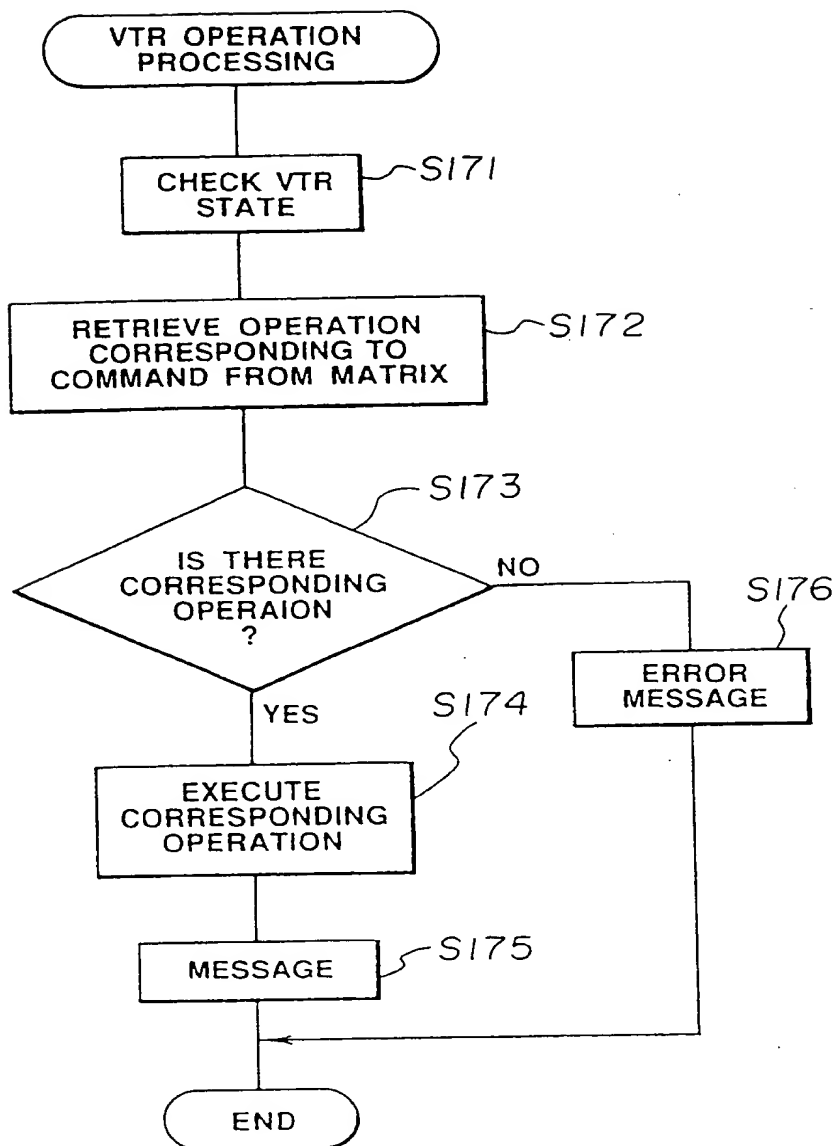 VTR OPERATION
PROCESSING
CHECK VTR
STATE
S171
RETRIEVE OPERATION
CORRESPONDING TO
COMMAND FROM MATRIX
S172
IS THERE
CORRESPONDING
OPERAION
?
S173
NO
YES
S176
ERROR
MESSAGE
S174
EXECUTE
CORRESPONDING
OPERATION
MESSAGE
S175
END